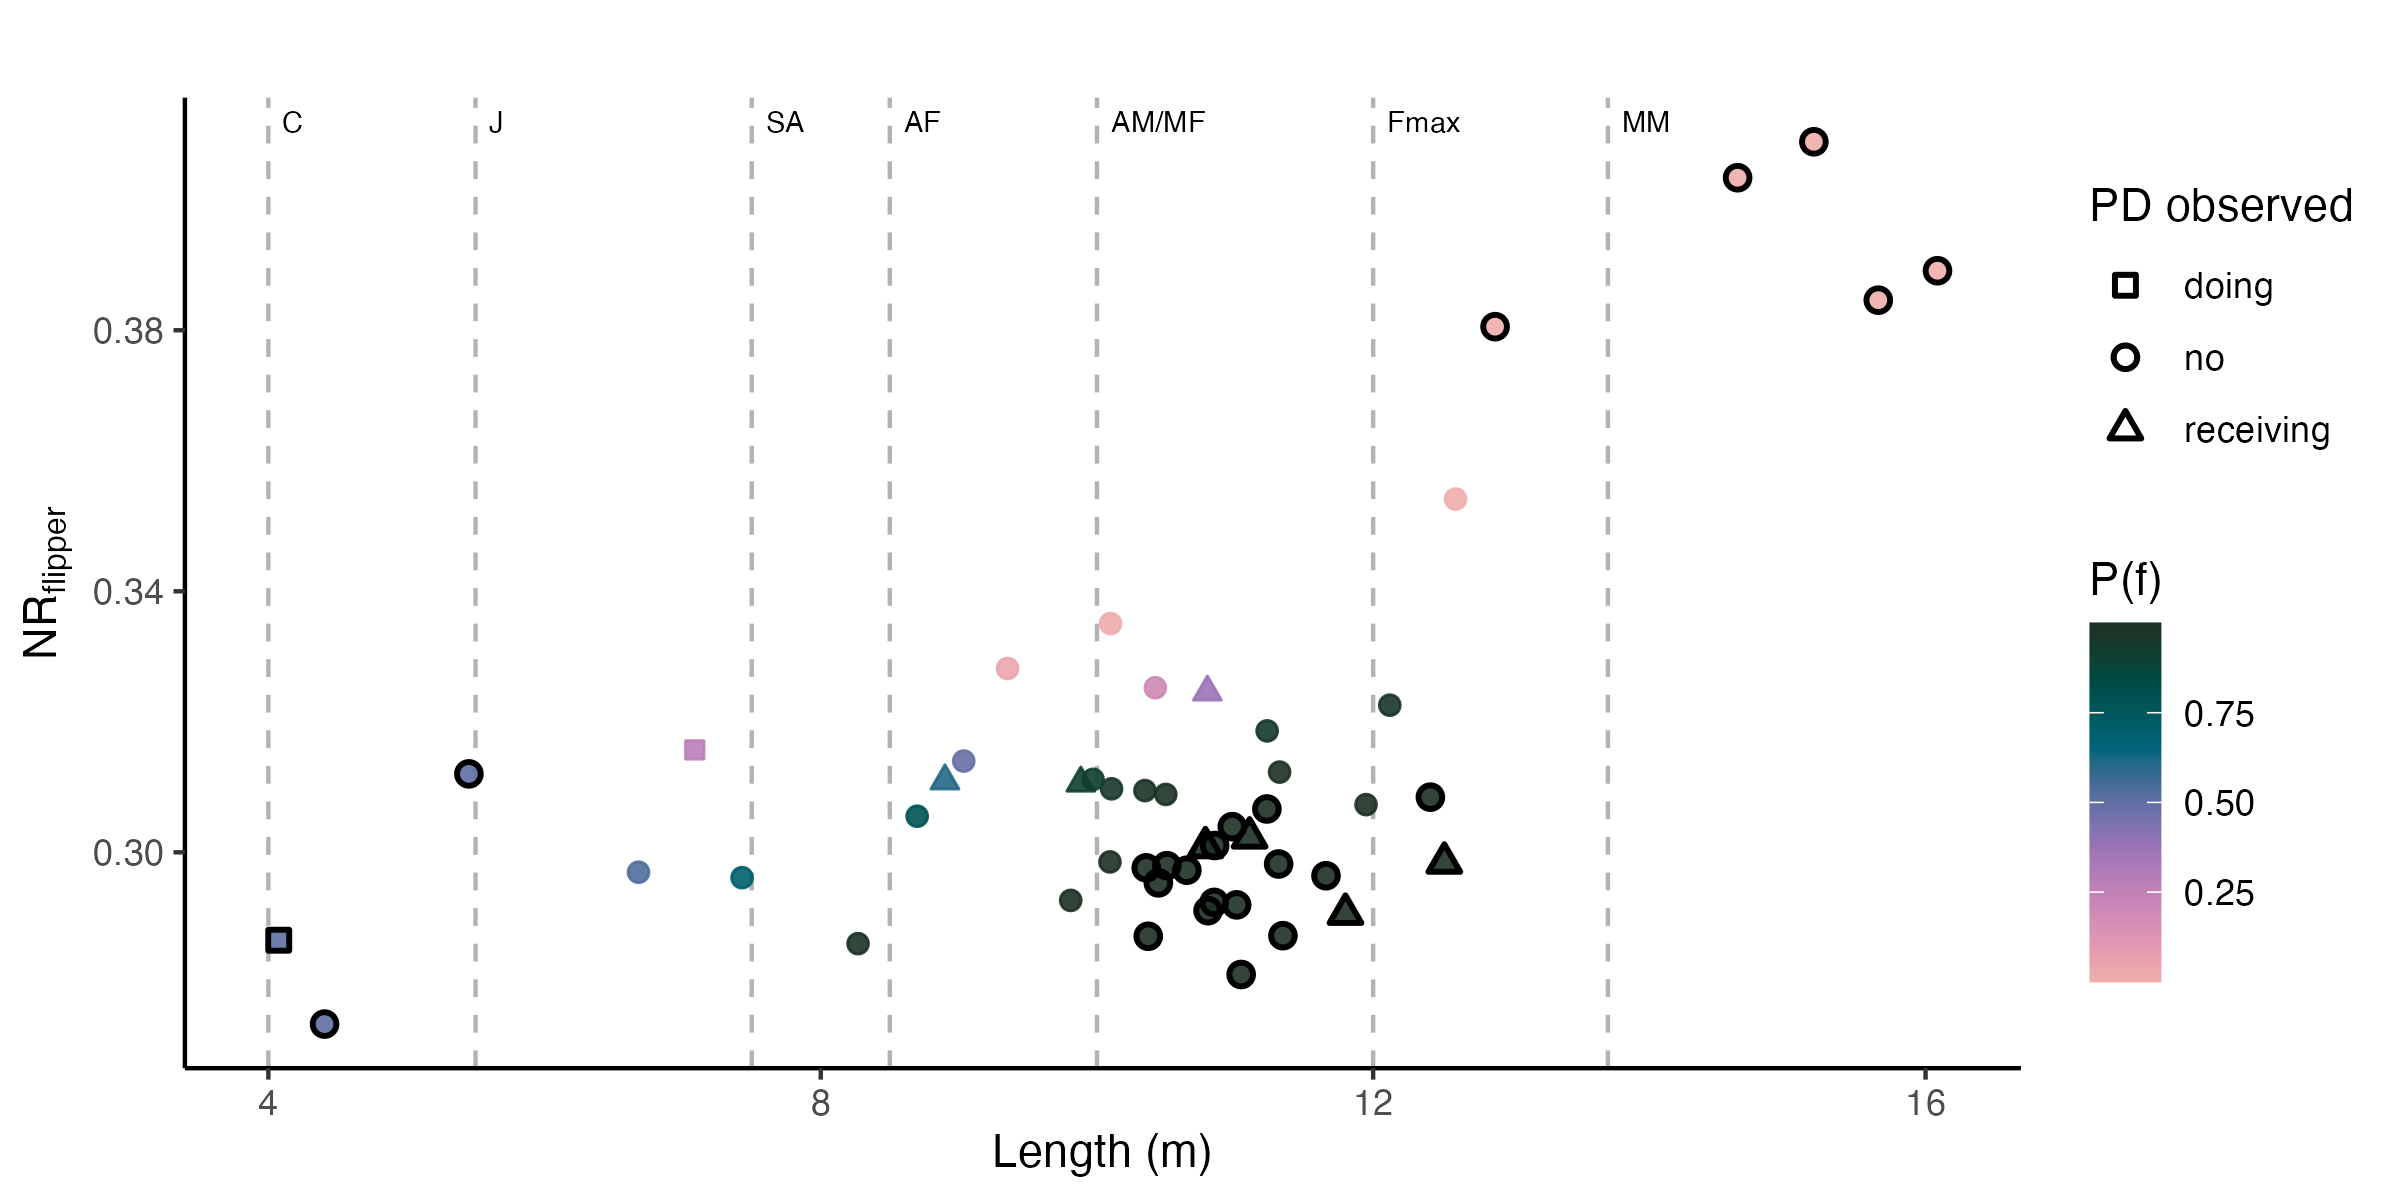 C J SA AF AM/MF Fmax MM
0.38
0.34
0.30
NRflipper
4 8 12 16
Length (m)
PD observed
doing
no
receiving
P(f)
0.75
0.50
0.25